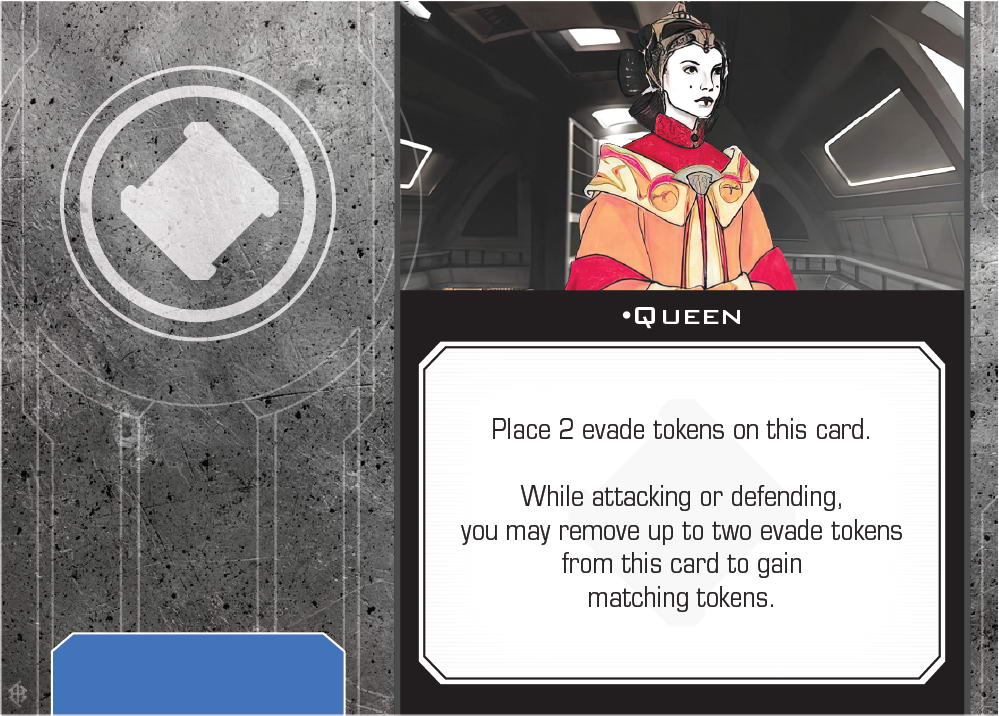 •Queen
Place 2 evade tokens on this card.
While attacking or defending,
you may remove up to two evade tokens
from this card to gain
matching tokens.